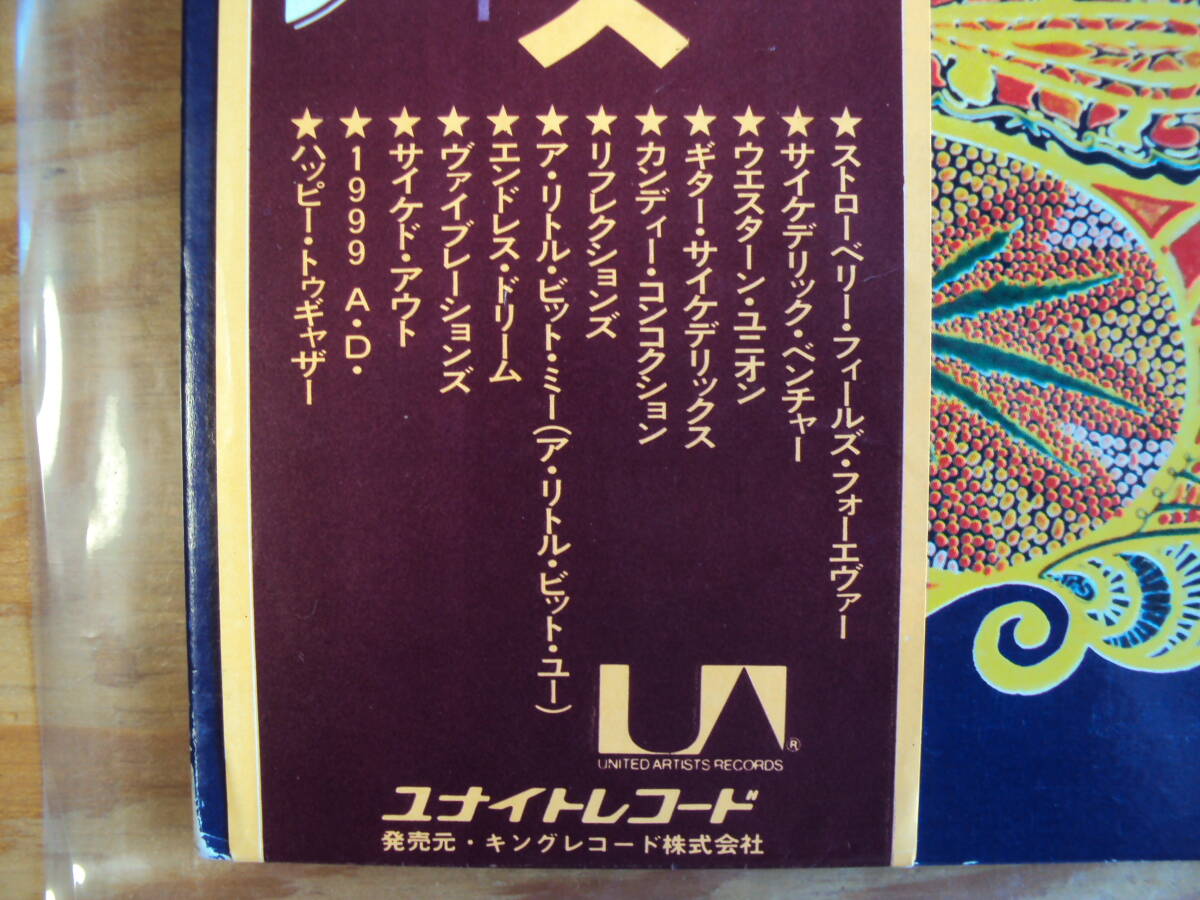 ★ストローベリー・フィールズ・フォーエヴァー
★サイケデリック・ベンチャー
★ウエスターン・ユニオン
★ギター・サイケデリックス
★カンディー・コンコクション
★リフレクションズ
★ア・リトル・ビット・ミー(ア・リトル・ビット・ユー)
★エンドレス・ドリーム
★ヴァイブレーションズ
★サイケド・アウト
★1999 A・D・
★ハッピー・トゥギャザー
UA®
UNITED ARTISTS RECORDS
ユナイトレコード
発売元・キングレコード株式会社